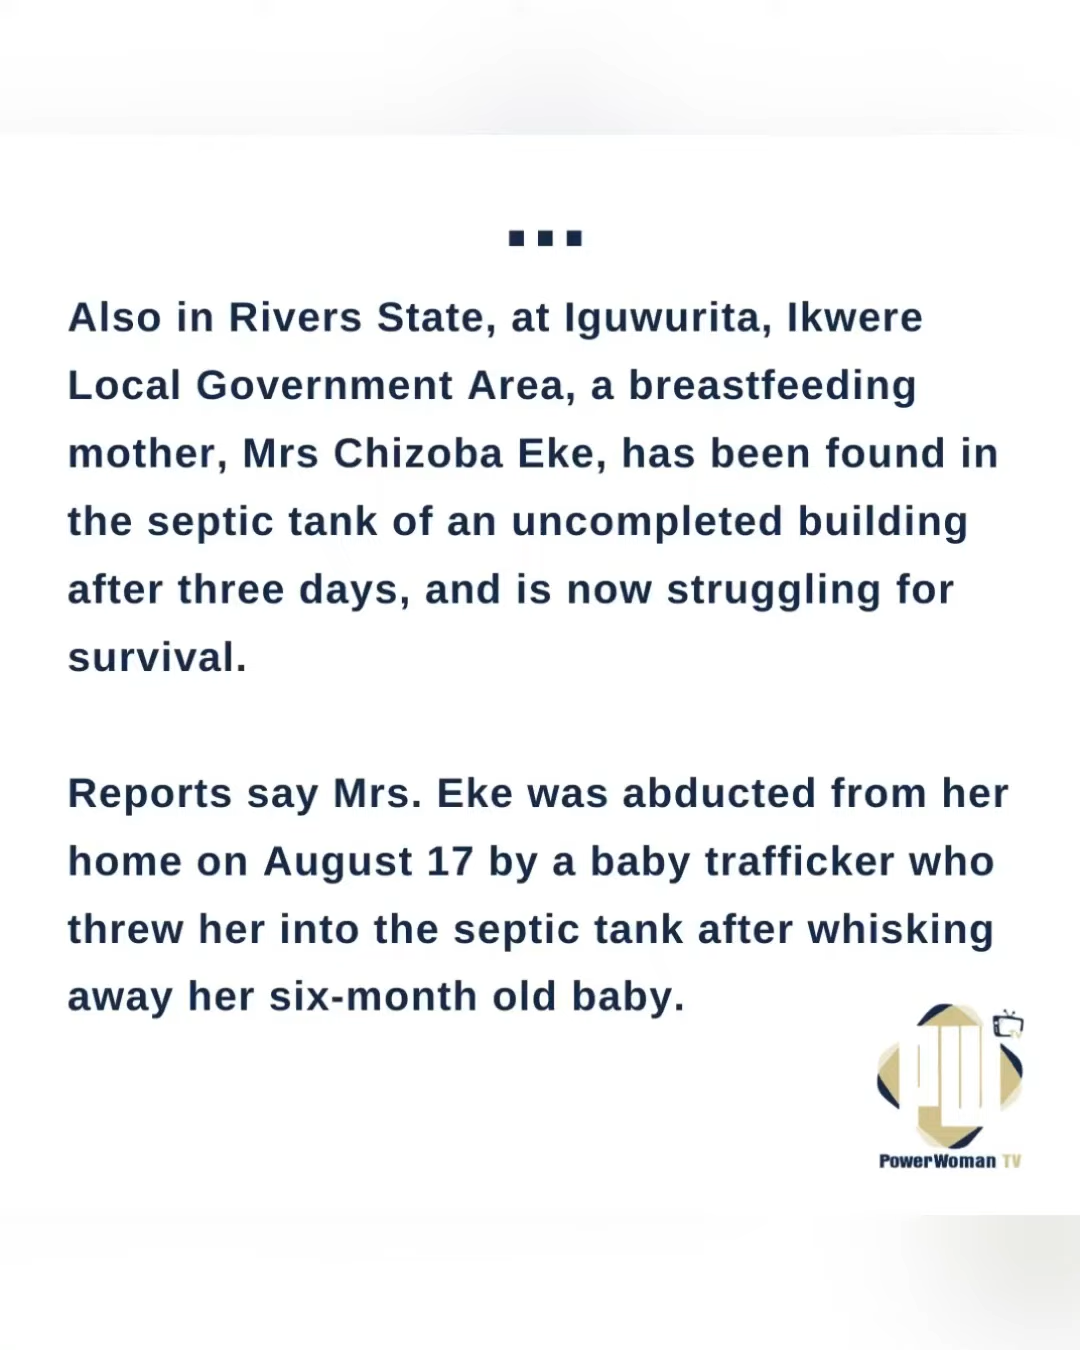 ...
Also in Rivers State, at Iguwurita, Ikwere
Local Government Area, a breastfeeding
mother, Mrs Chizoba Eke, has been found in
the septic tank of an uncompleted building
after three days, and is now struggling for
survival.
Reports say Mrs. Eke was abducted from her
home on August 17 by a baby trafficker who
threw her into the septic tank after whisking
away her six-month old baby.
TV
PW
PowerWoman TV